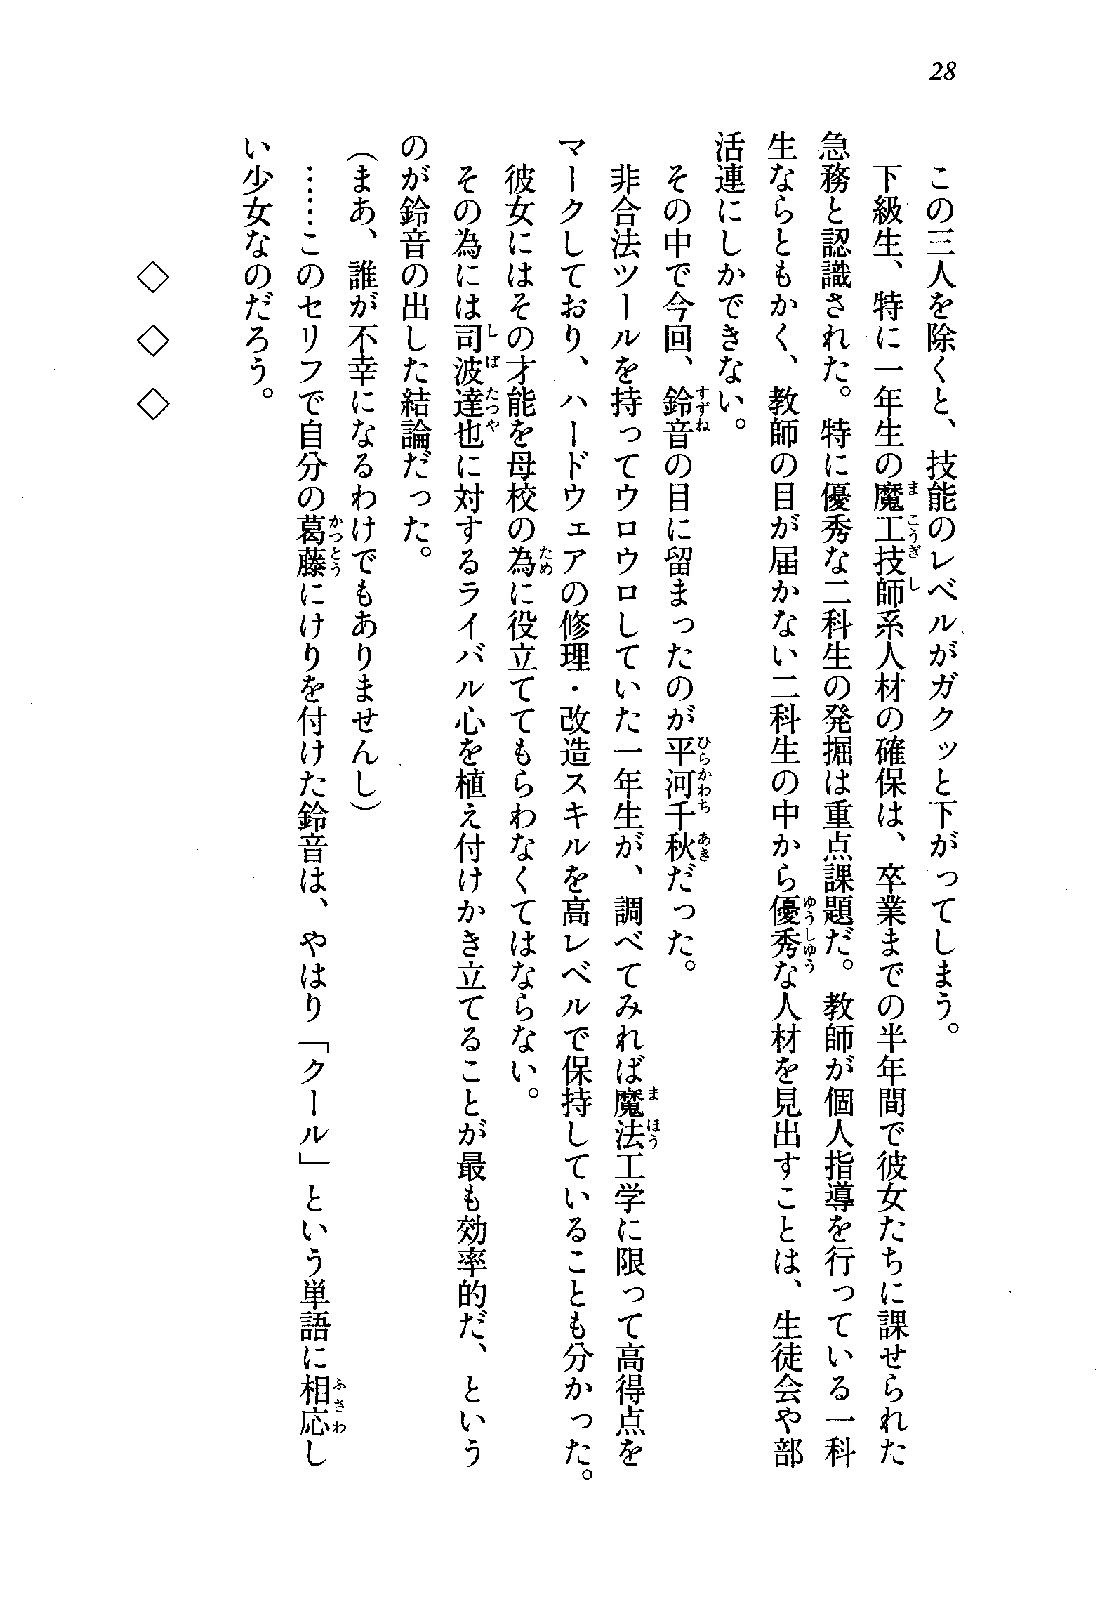 28
この三人を除くと、技能のレベルがガクッと下がってしまう。
下級生、特に一年生の魔工技師系人材の確保は、卒業までの半年間で彼女たちに課せられた
急務と認識された。特に優秀な二科生の発掘は重点課題だ。教師が個人指導を行っている一科
生ならともかく、教師の目が届かない二科生の中から優秀な人材を見出すことは、生徒会や部
活連にしかできない。
その中で今回、鈴音の目に留まったのが平河千秋だった。
非合法ツールを持ってウロウロしていた一年生が、調べてみれば魔法工学に限って高得点を
マークしており、ハードウェアの修理・改造スキルを高レベルで保持していることも分かった。
彼女にはその才能を母校の為に役立ててもらわなくてはならない。
その為には司波達也に対するライバル心を植え付けかき立てることが最も効率的だ、という
のが鈴音の出した結論だった。
（まあ、誰が不幸になるわけでもありませんし）
……このセリフで自分の葛藤にけりを付けた鈴音は、やはり「クール」という単語に相応し
い少女なのだろう。
◇ ◇ ◇